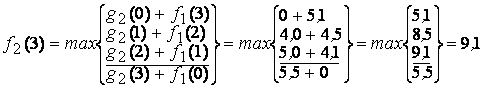 f₂(3) = max{ g₂(0) + f₁(3) = max{ 0 + 5,1 = max{ 5,1 = 9,1
g₂(1) + f₁(2) 4,0 + 4,5 8,5
g₂(2) + f₁(1) 5,0 + 4,1 9,1
g₂(3) + f₁(0) 5,5 + 0 5,5